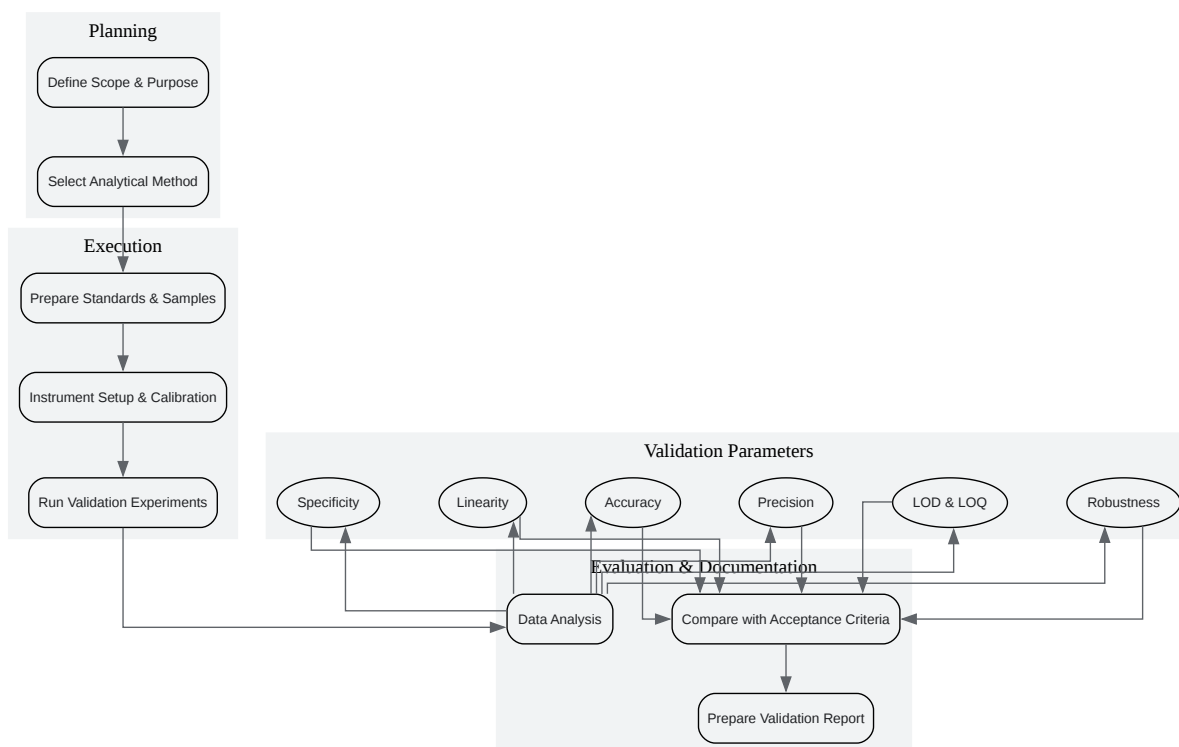 Planning
Define Scope & Purpose
Select Analytical Method
Execution
Prepare Standards & Samples
Instrument Setup & Calibration
Run Validation Experiments
Validation Parameters
Specificity
Linearity
Accuracy
Precision
LOD & LOQ
Robustness
Evaluation & Documentation
Data Analysis
Compare with Acceptance Criteria
Prepare Validation Report